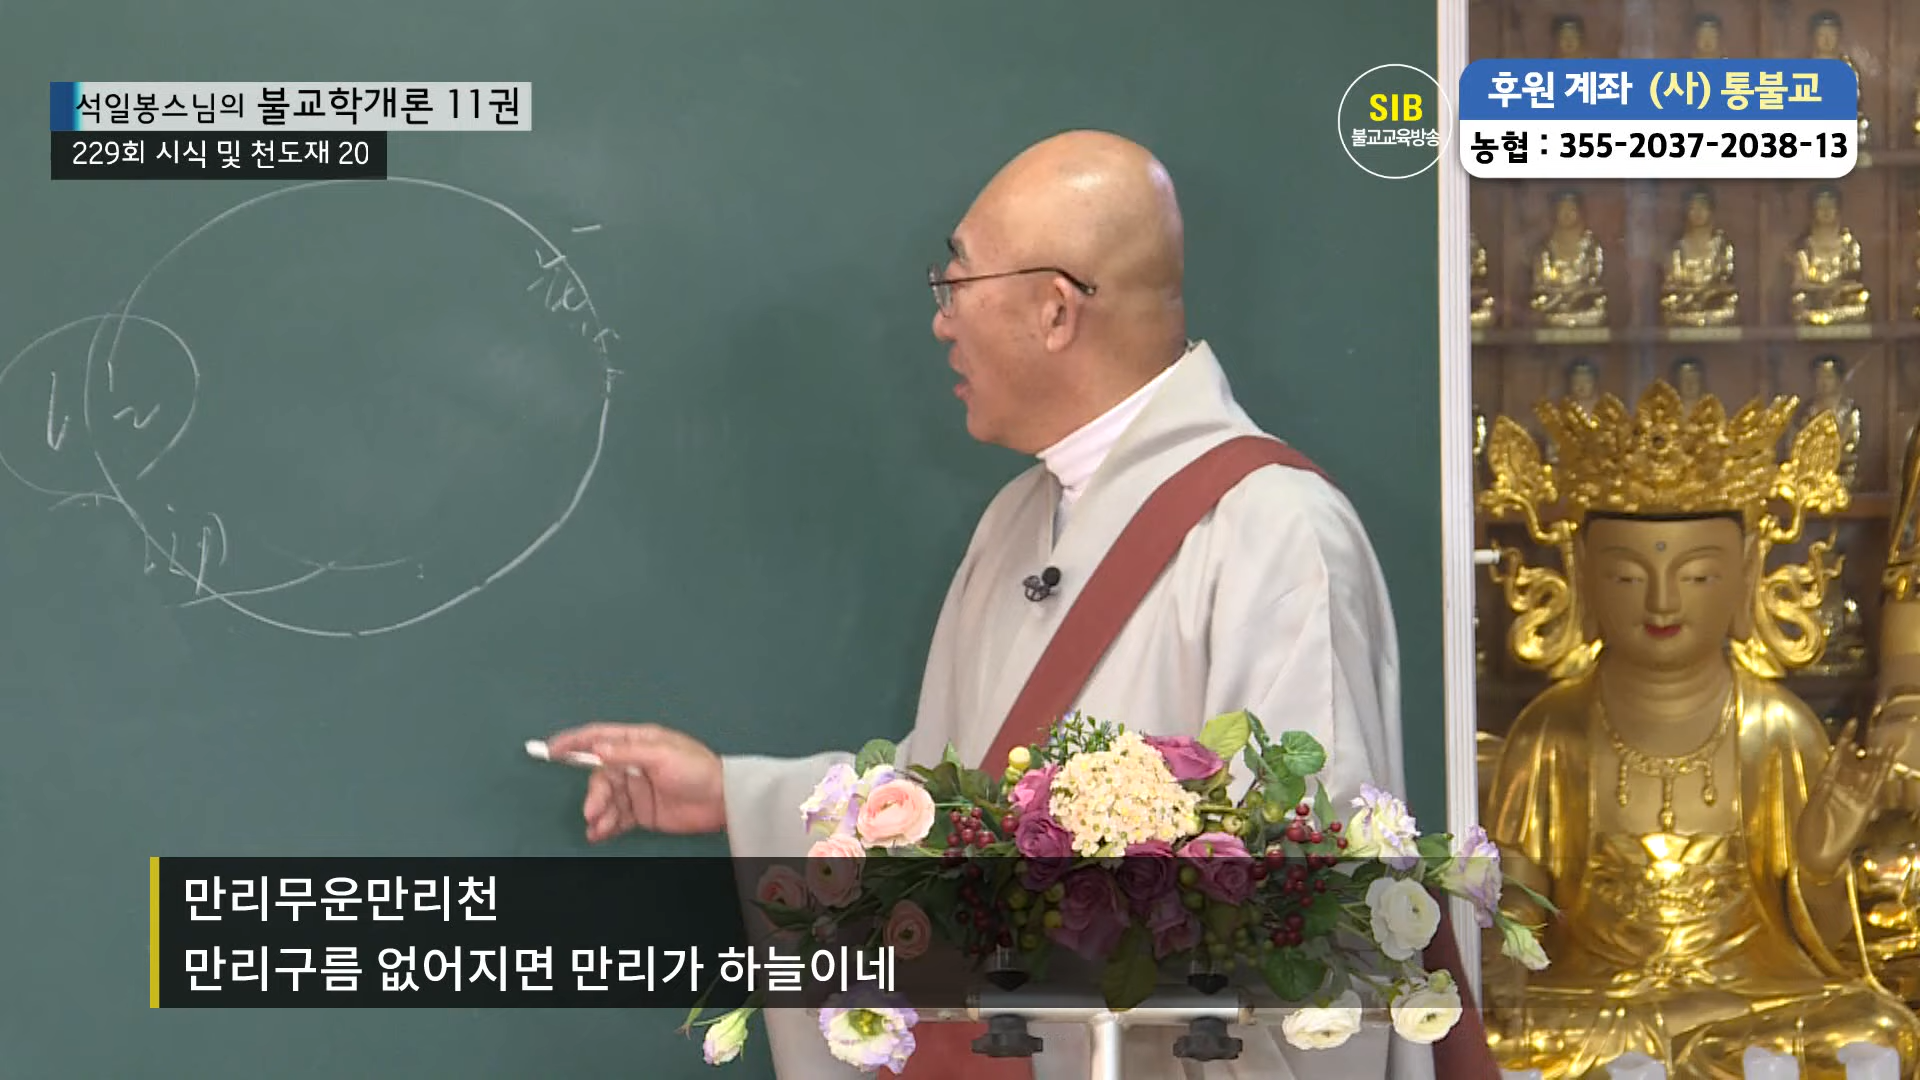 석일봉스님의 불교학개론 11권
229회 시식 및 천도재 20
SIB
불교교육방송
후원 계좌 (사) 통불교
농협 : 355-2037-2038-13
만리무운만리천
만리구름 없어지면 만리가 하늘이네